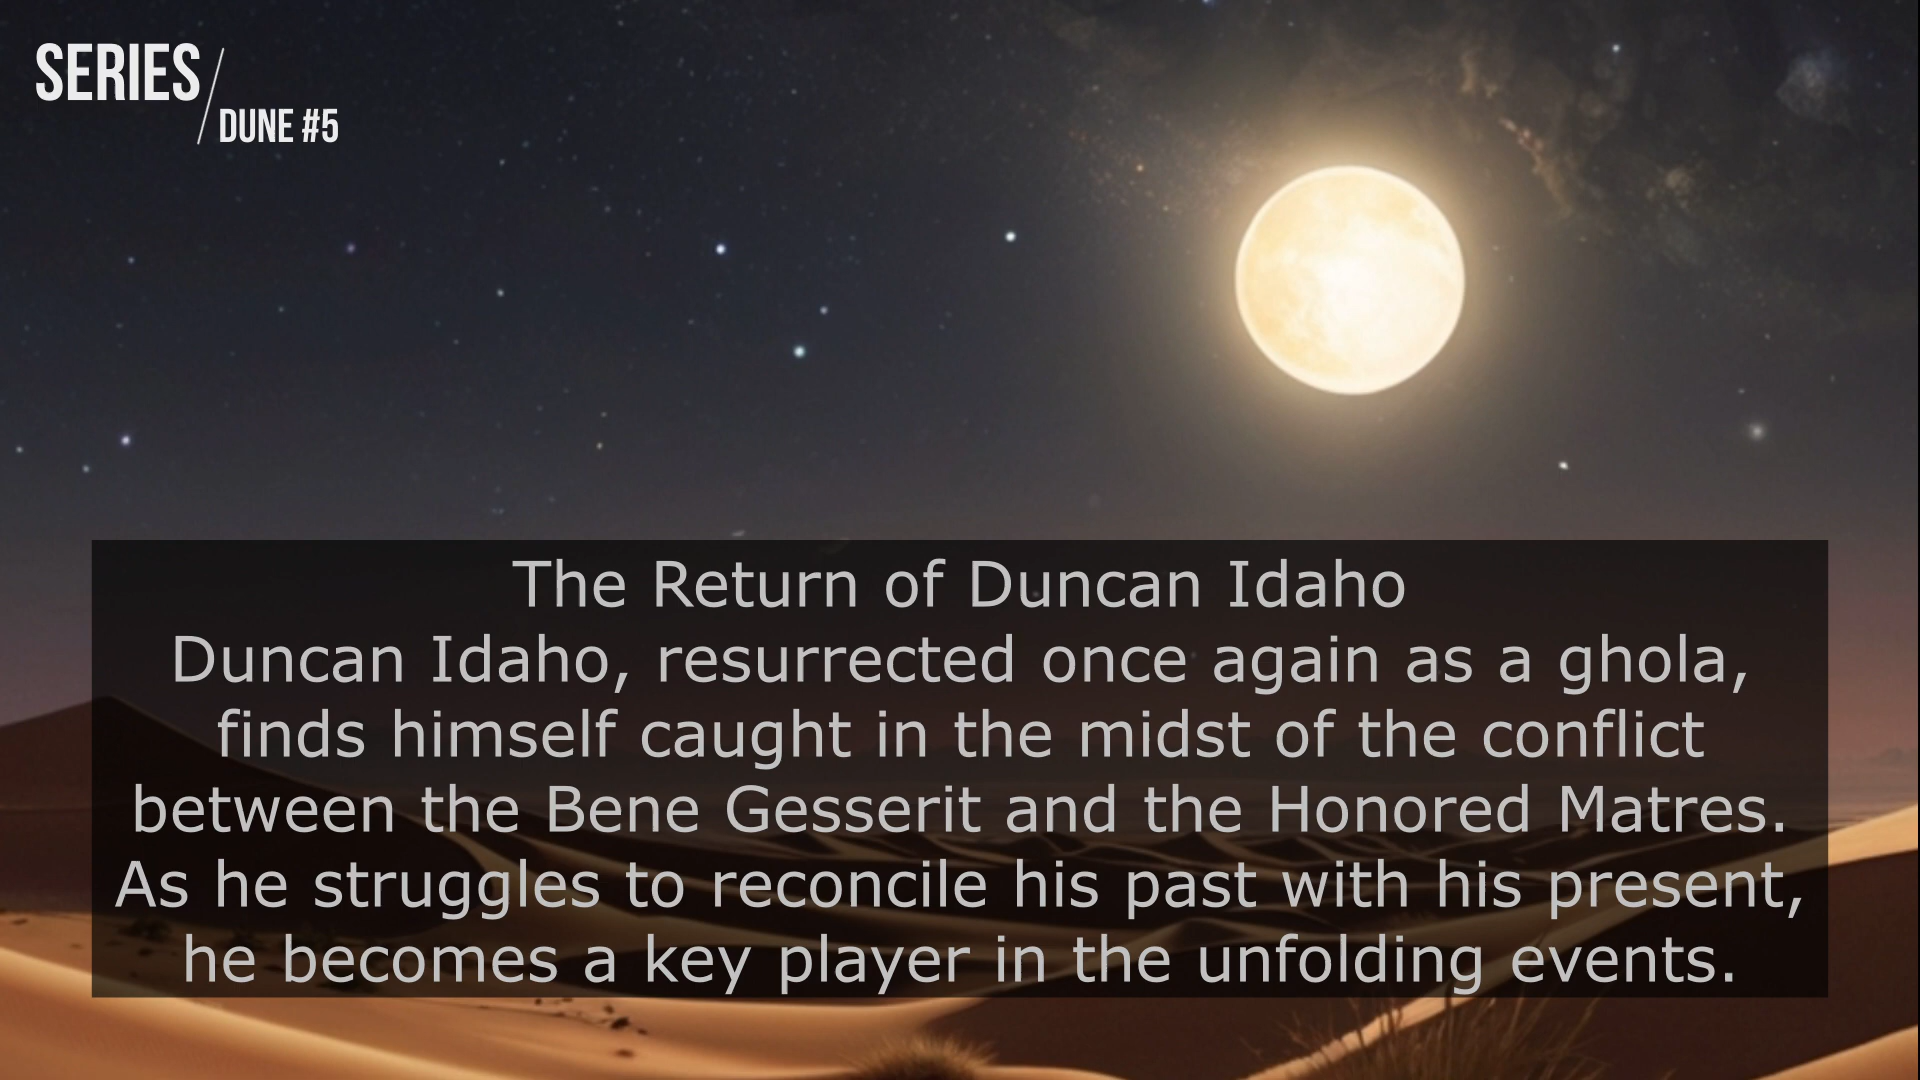 SERIES
DUNE #5
The Return of Duncan Idaho
Duncan Idaho, resurrected once again as a ghola,
finds himself caught in the midst of the conflict
between the Bene Gesserit and the Honored Matres.
As he struggles to reconcile his past with his present,
he becomes a key player in the unfolding events.